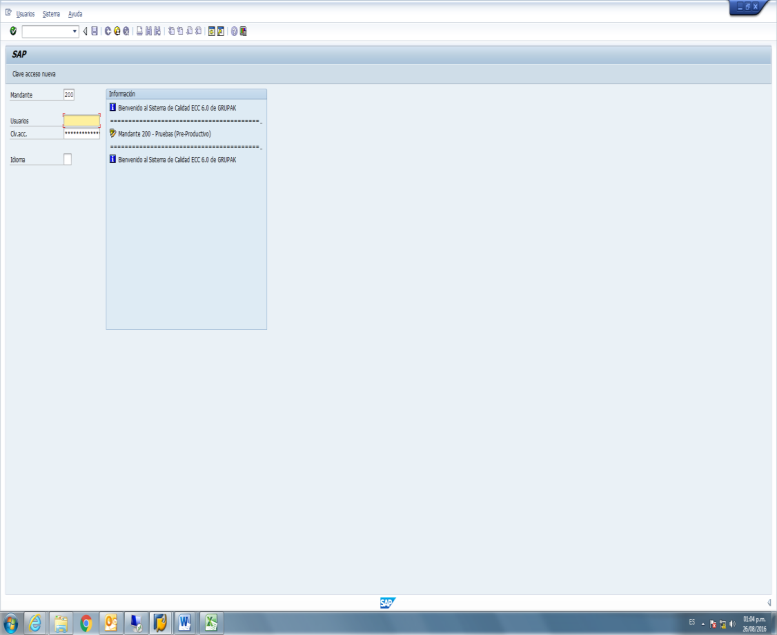 Usuarios Sistema Ayuda
SAP
Clave acceso nueva
Mandante 200
Información
Bienvenido al Sistema de Calidad ECC 6.0 de GRUPAK
==========================================_
Usuarios
Clv.acc. ************
Mandante 200 - Pruebas (Pre-Productivo)
==========================================_
Idioma
Bienvenido al Sistema de Calidad ECC 6.0 de GRUPAK
SAP
ES
01:04 p.m.
26/08/2016